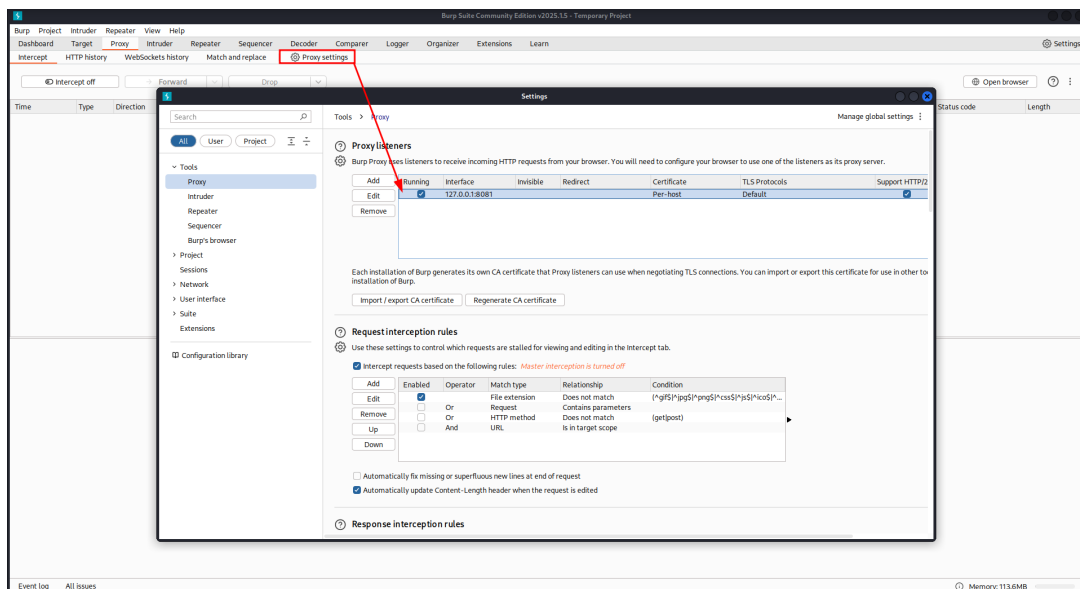 Burp Suite Community Edition v2025.1.5 - Temporary Project
Burp Project Intruder Repeater View Help
Dashboard Target Proxy Intruder Repeater Sequencer Decoder Comparer Logger Organizer Extensions Learn Settings
Intercept HTTP history WebSockets history Match and replace Proxy settings
Intercept off Forward Drop Open browser
Time Type Direction Status code Length
Settings
Search
Tools > Proxy
Manage global settings
All User Project
Tools
Proxy
Intruder
Repeater
Sequencer
Burp's browser
Project
Sessions
Network
User interface
Suite
Extensions
Configuration library
Proxy listeners
Burp Proxy uses listeners to receive incoming HTTP requests from your browser. You will need to configure your browser to use one of the listeners as its proxy server.
Add
Edit
Remove
Running Interface Invisible Redirect Certificate TLS Protocols Support HTTP/2
127.0.0.1:8081 Per-host Default
Each installation of Burp generates its own CA certificate that Proxy listeners can use when negotiating TLS connections. You can import or export this certificate for use in other too
installation of Burp.
Import / export CA certificate Regenerate CA certificate
Request interception rules
Use these settings to control which requests are stalled for viewing and editing in the Intercept tab.
Intercept requests based on the following rules: Master interception is turned off
Add
Edit
Remove
Up
Down
Enabled Operator Match type Relationship Condition
File extension Does not match (^gif$|^jpg$|^png$|^css$|^js$|^ico$|^...
Or Request Contains parameters
Or HTTP method Does not match (get|post)
And URL Is in target scope
Automatically fix missing or superfluous new lines at end of request
Automatically update Content-Length header when the request is edited
Response interception rules
Event log All issues
Memory: 113.6MB